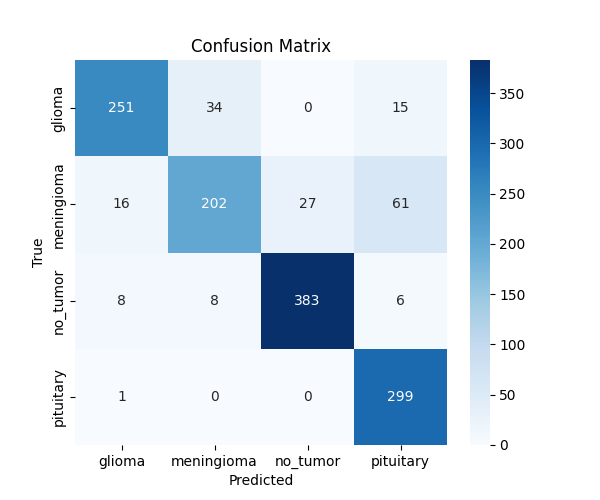 Confusion Matrix
True
glioma 251 34 0 15
meningioma 16 202 27 61
no_tumor 8 8 383 6
pituitary 1 0 0 299
glioma meningioma no_tumor pituitary
Predicted
350
300
250
200
150
100
50
0